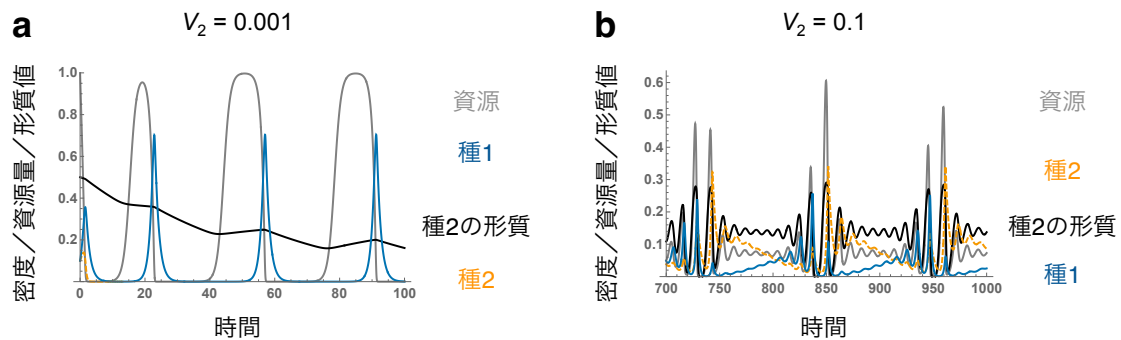 a
V2 = 0.001
密度／資源量／形質値
1.0
0.8
0.6
0.4
0.2
0
20
40
60
80
100
時間
資源
種1
種2の形質
種2
b
V2 = 0.1
密度／資源量／形質値
0.6
0.5
0.4
0.3
0.2
0.1
700
750
800
850
900
950
1000
時間
資源
種2
種2の形質
種1